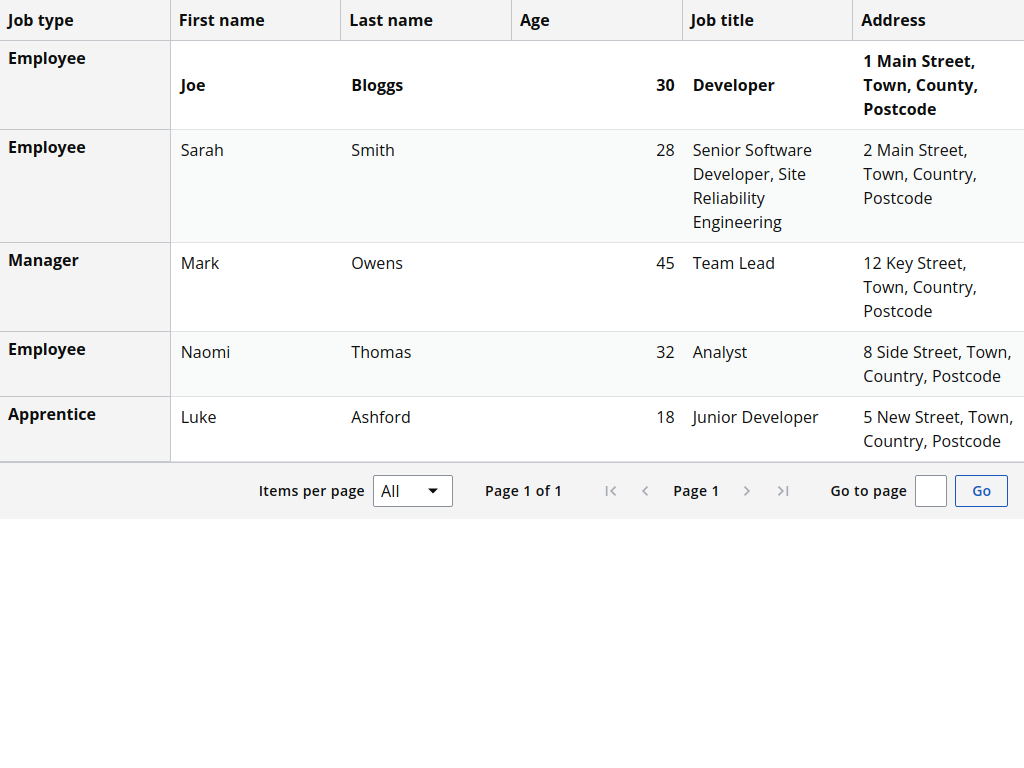 Job type First name Last name Age Job title Address
Employee Joe Bloggs 30 Developer 1 Main Street,
Town, County,
Postcode
Employee Sarah Smith 28 Senior Software 2 Main Street,
Developer, Site Town, Country,
Reliability Postcode
Engineering
Manager Mark Owens 45 Team Lead 12 Key Street,
Town, Country,
Postcode
Employee Naomi Thomas 32 Analyst 8 Side Street, Town,
Country, Postcode
Apprentice Luke Ashford 18 Junior Developer 5 New Street, Town,
Country, Postcode
Items per page All Page 1 of 1 Page 1 Go to page Go